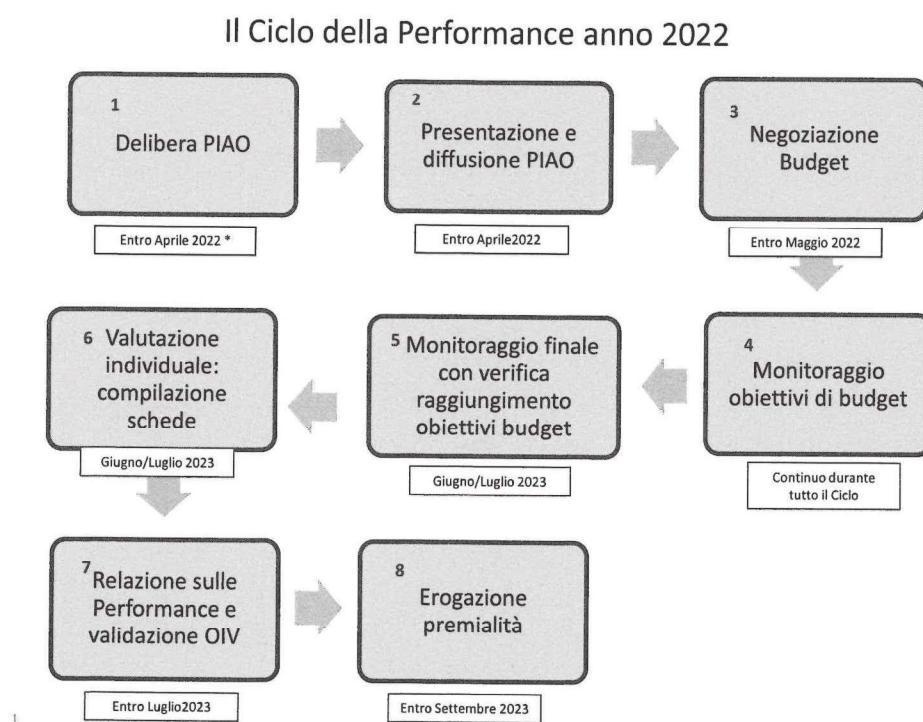 Il Ciclo della Performance anno 2022
1
Delibera PIAO
Entro Aprile 2022 *
2
Presentazione e
diffusione PIAO
Entro Aprile2022
3
Negoziazione
Budget
Entro Maggio 2022
4
Monitoraggio
obiettivi di budget
Continuo durante
tutto il Ciclo
5 Monitoraggio finale
con verifica
raggiungimento
obiettivi budget
Giugno/Luglio 2023
6 Valutazione
individuale:
compilazione
schede
Giugno/Luglio 2023
7 Relazione sulle
Performance e
validazione OIV
Entro Luglio2023
8
Erogazione
premialità
Entro Settembre 2023
1